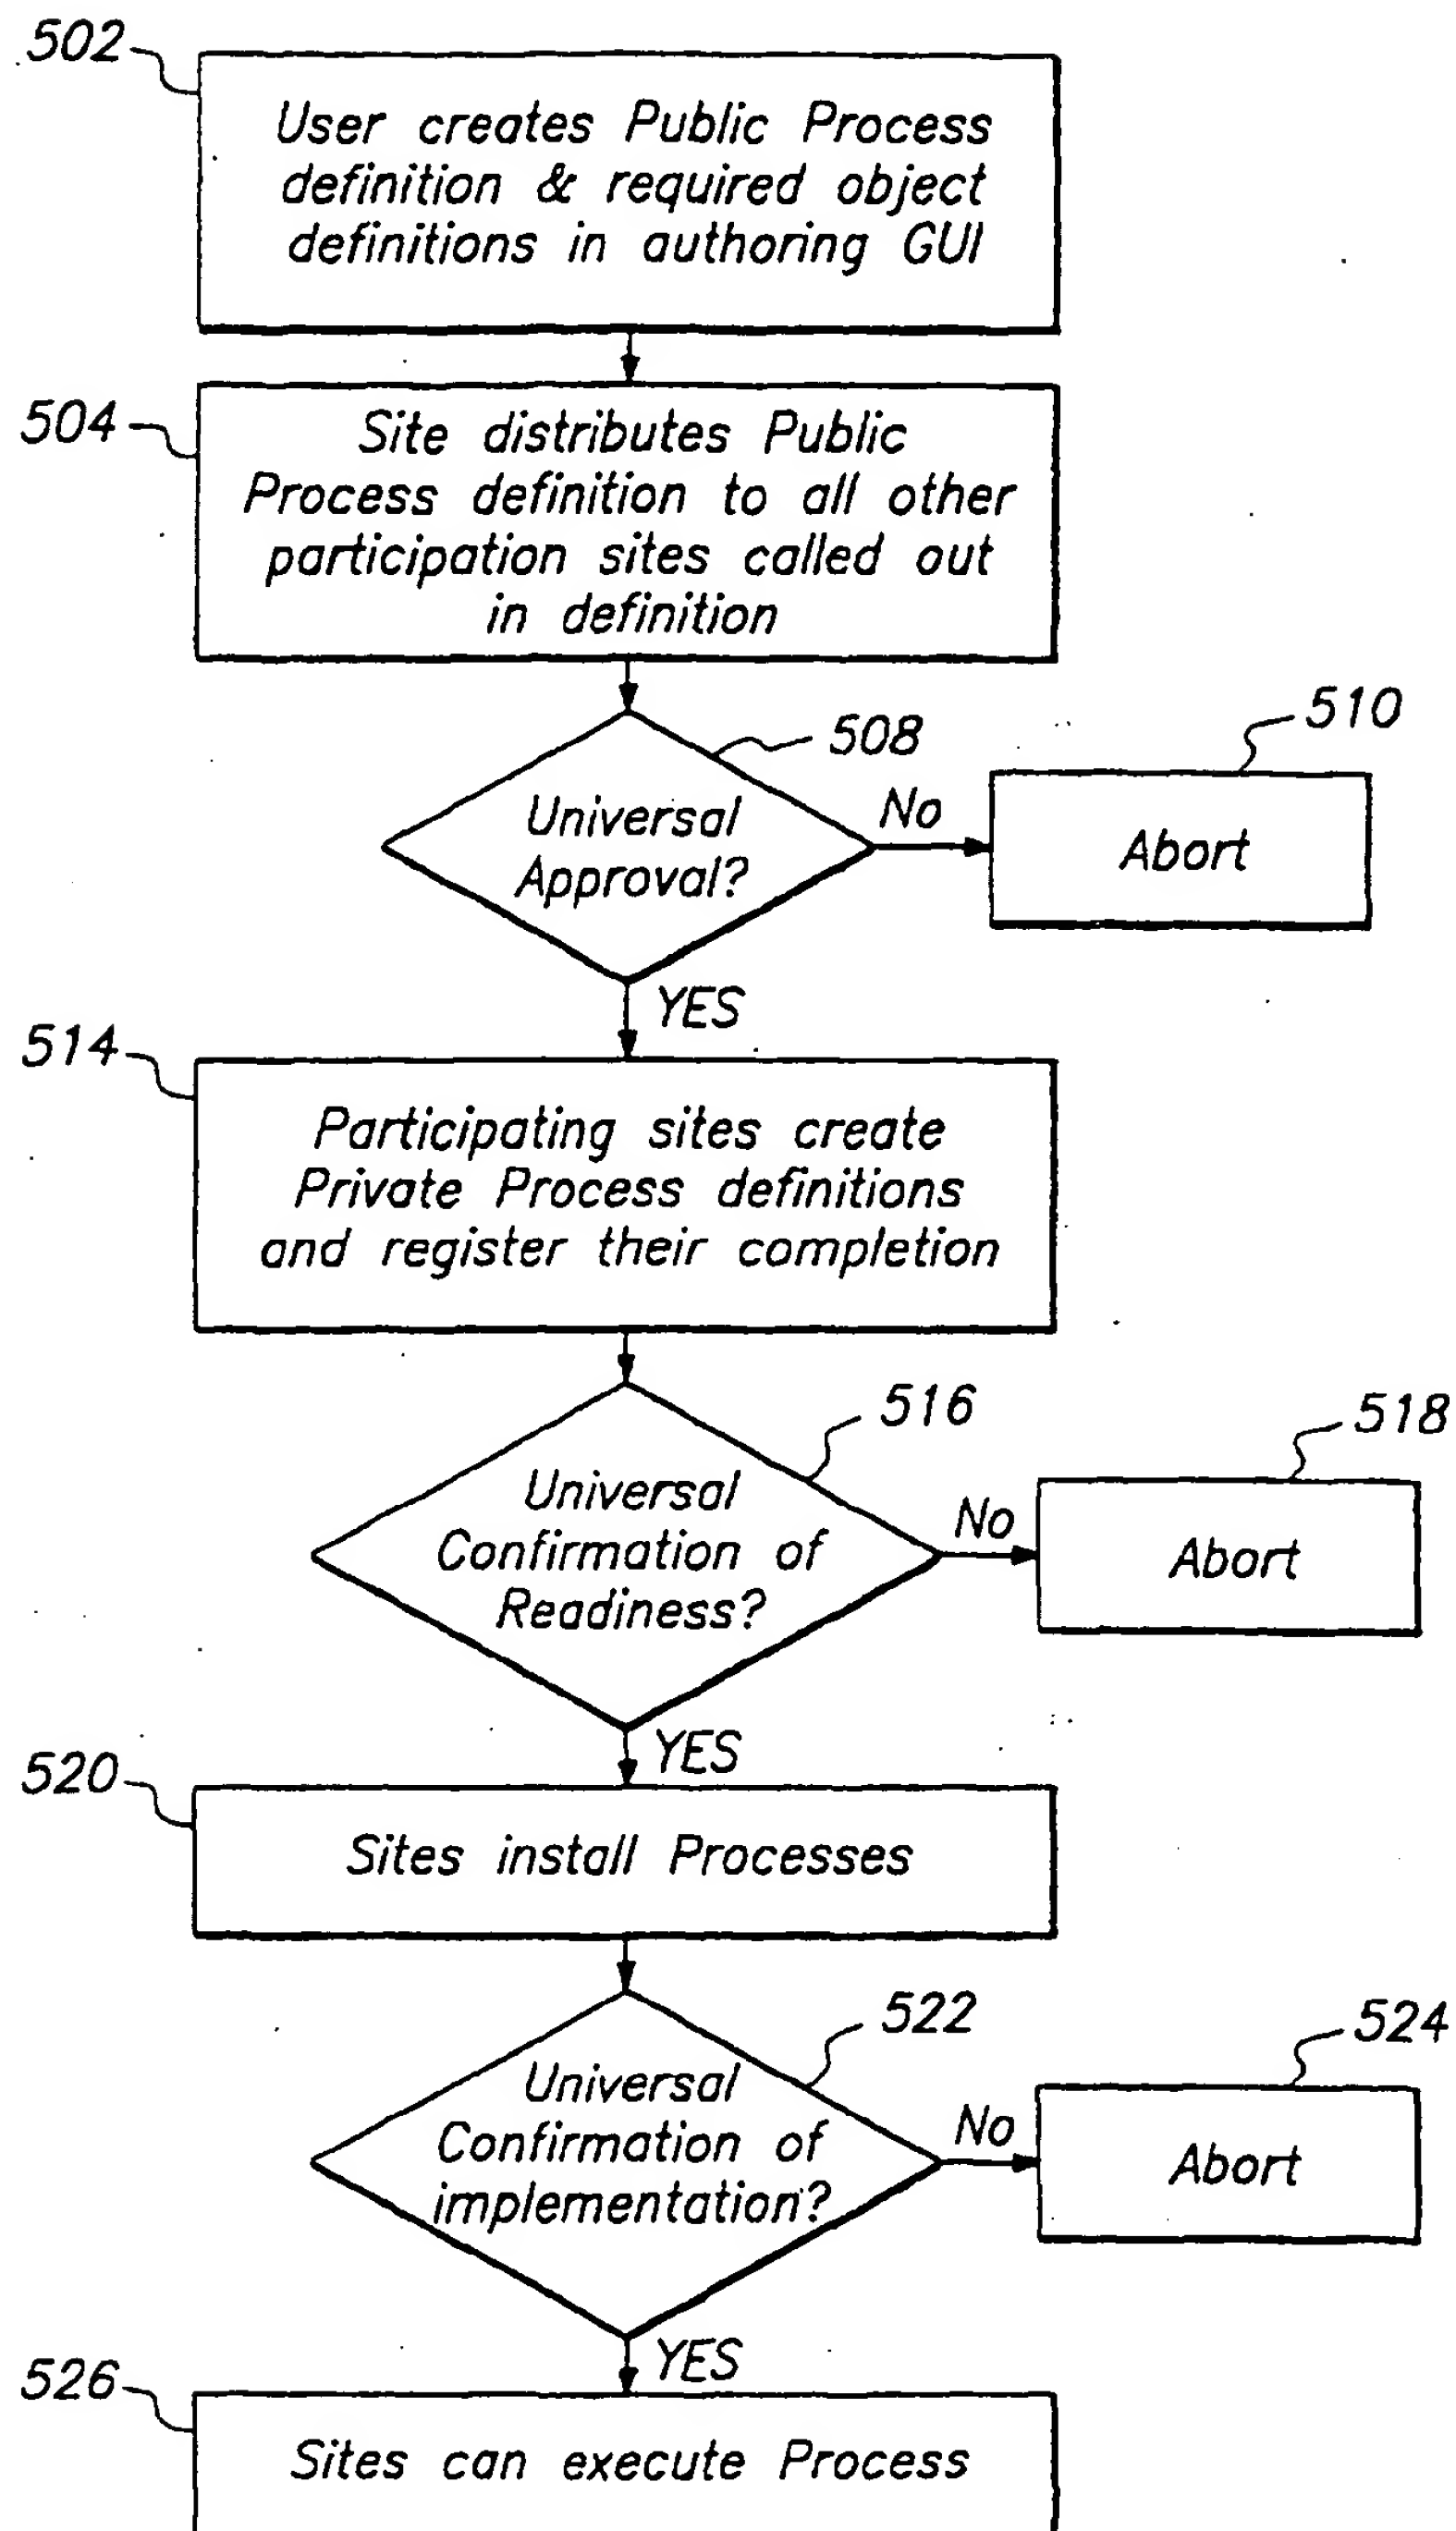 502
User creates Public Process
definition & required object
definitions in authoring GUI
504
Site distributes Public
Process definition to all other
participation sites called out
in definition
508
Universal
Approval?
No
510
Abort
YES
514
Participating sites create
Private Process definitions
and register their completion
516
Universal
Confirmation of
Readiness?
No
518
Abort
YES
520
Sites install Processes
522
Universal
Confirmation of
implementation?
No
524
Abort
YES
526
Sites can execute Process